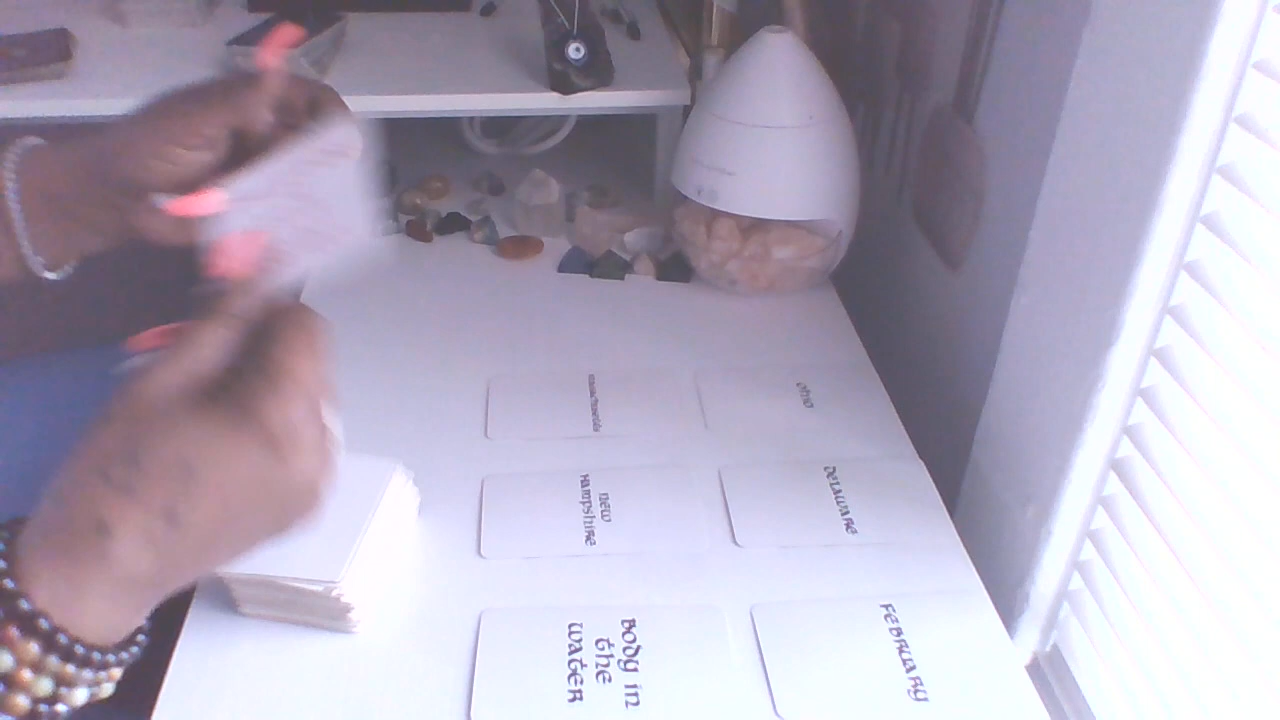 massachusetts
ohio
new
hampshire
delaware
body in
the
water
february